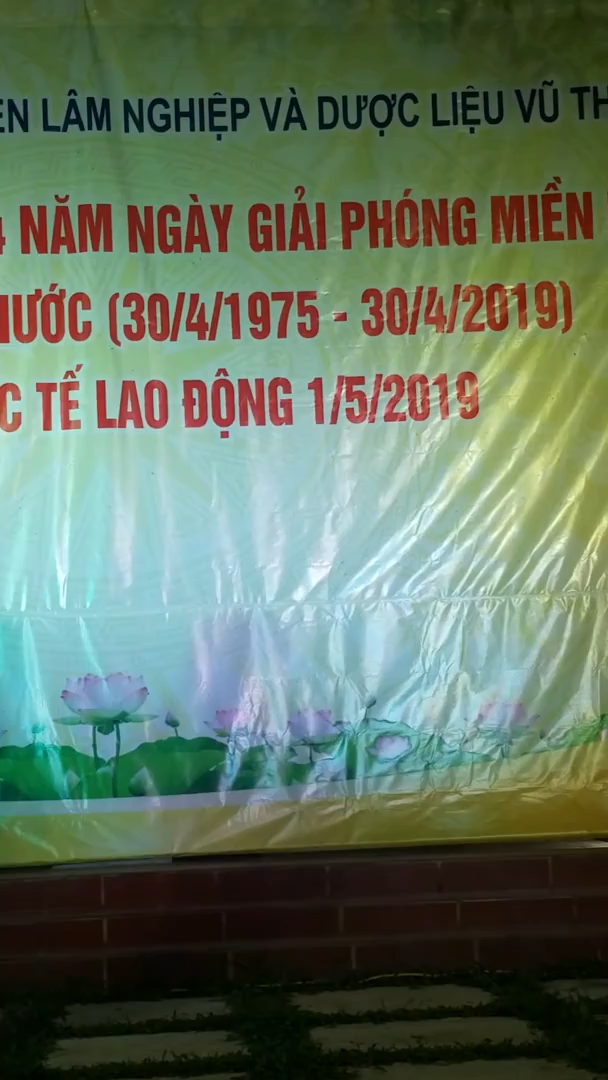 LÂM NGHIỆP VÀ DƯỢC LIỆU VŨ
NĂM NGÀY GIẢI PHÓNG MIỀN
(30/4/1975 - 30/4/2019)
TẾ LAO ĐỘNG 1/5/2019